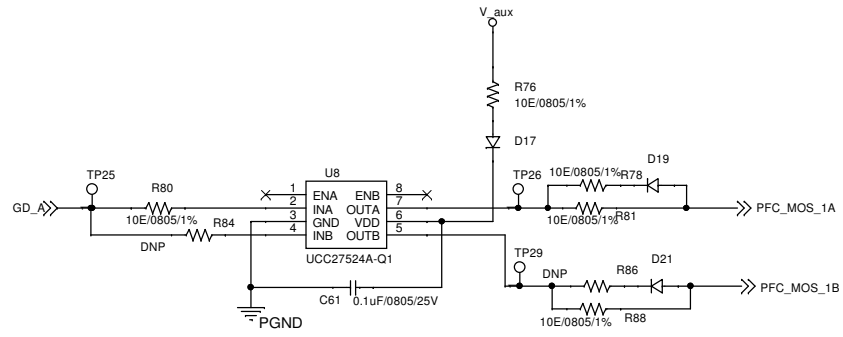 V_aux
R76
10E/0805/1%
D17
U8
TP25
R80
GD_A
10E/0805/1%
R84
DNP
1
ENA
ENB
8
2
INA
OUTA
7
3
GND
VDD
6
4
INB
OUTB
5
UCC27524A-Q1
TP26
D19
10E/0805/1%
R78
10E/0805/1%
R81
PFC_MOS_1A
TP29
DNP
R86
D21
10E/0805/1%
R88
PFC_MOS_1B
C61
0.1uF/0805/25V
PGND